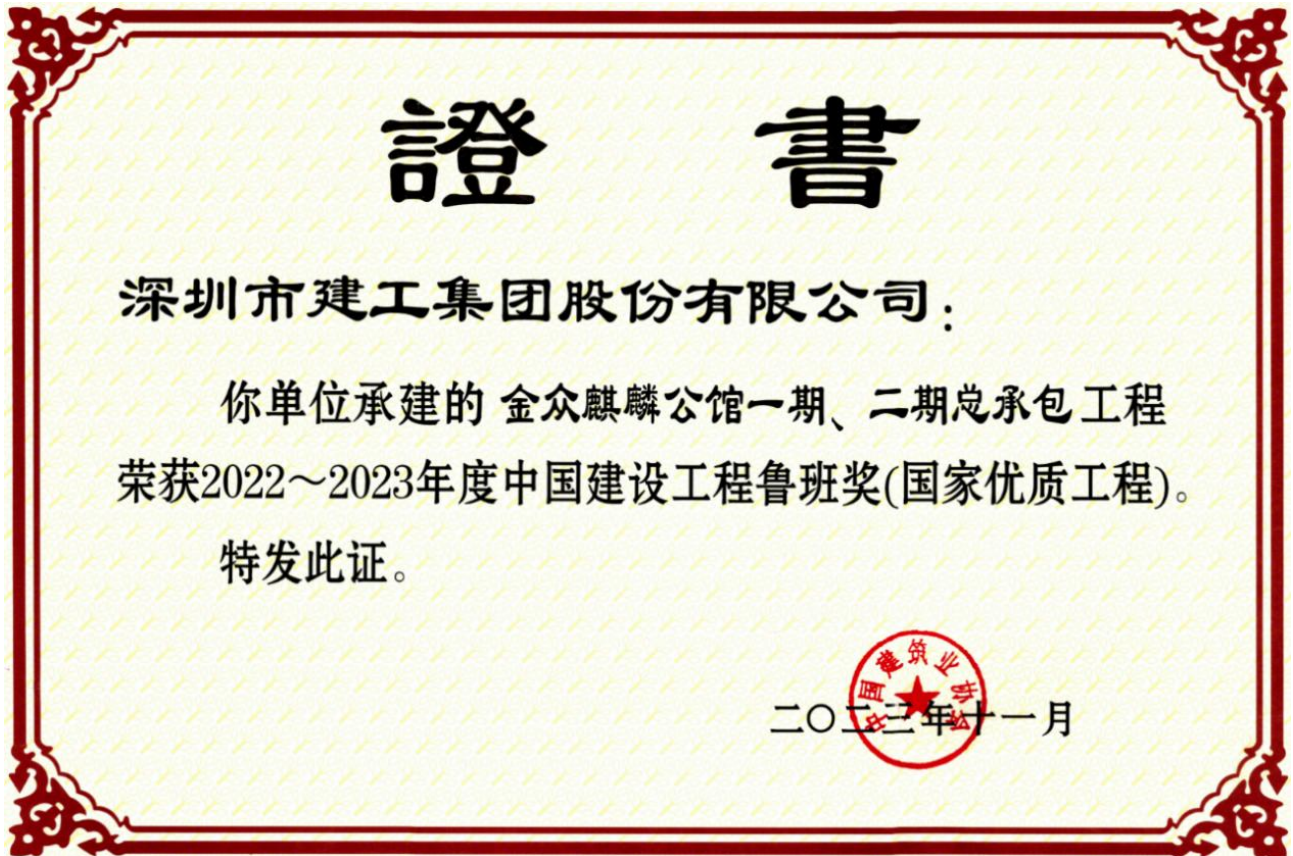 證 書
深圳市建工集团股份有限公司：
你单位承建的 金众麒麟公馆一期、二期总承包工程
荣获2022～2023年度中国建设工程鲁班奖(国家优质工程)。
特发此证。
中国建筑业协会
二〇二三年十一月